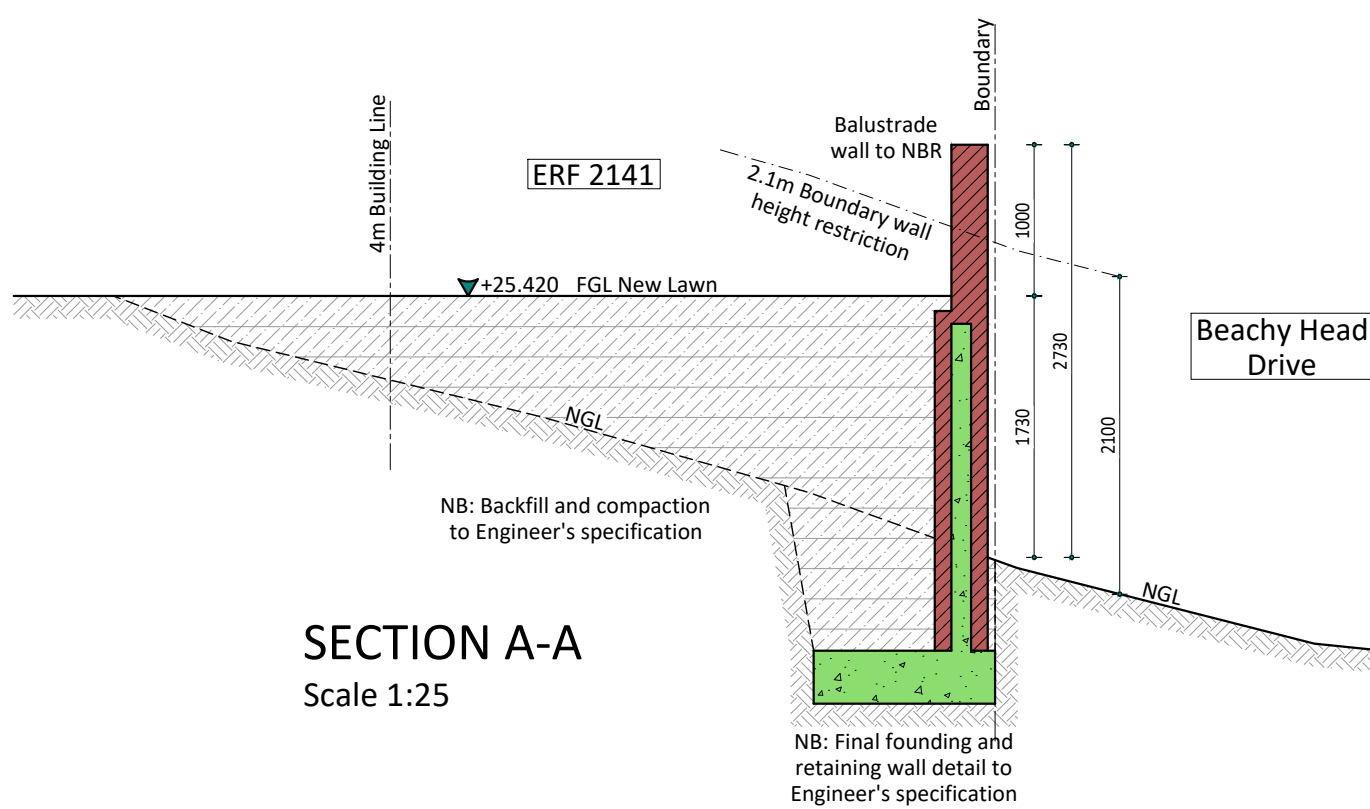 Boundary
4m Building Line
Balustrade
wall to NBR
ERF 2141
2.1m Boundary wall
height restriction
1000
+25.420 FGL New Lawn
Beachy Head
Drive
2730
1730
2100
NGL
NB: Backfill and compaction
to Engineer's specification
NGL
SECTION A-A
Scale 1:25
NB: Final founding and
retaining wall detail to
Engineer's specification